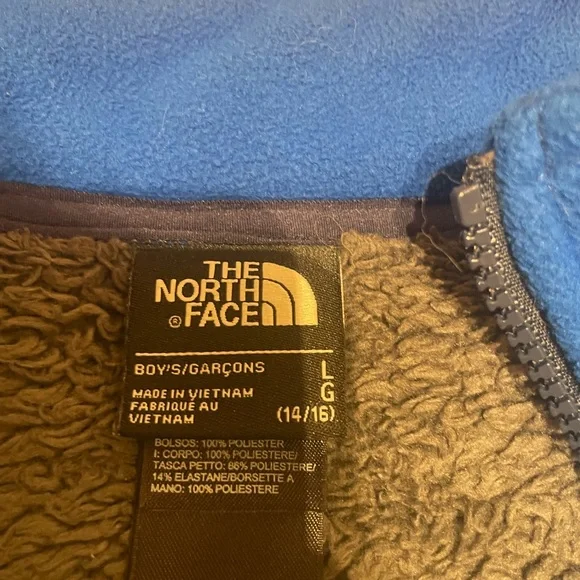 THE
NORTH
® FACE
BOY'S/GARÇONS
L
G
(14/16)
MADE IN VIETNAM
FABRIQUÉ AU
VIETNAM
BOLSOS: 100% POLIESTER
I: CORPO: 100% POLIESTERE/
TASCA PETTO: 86% POLIESTERE/
14% ELASTANE/BORSETTE A
MANO: 100% POLIESTERE